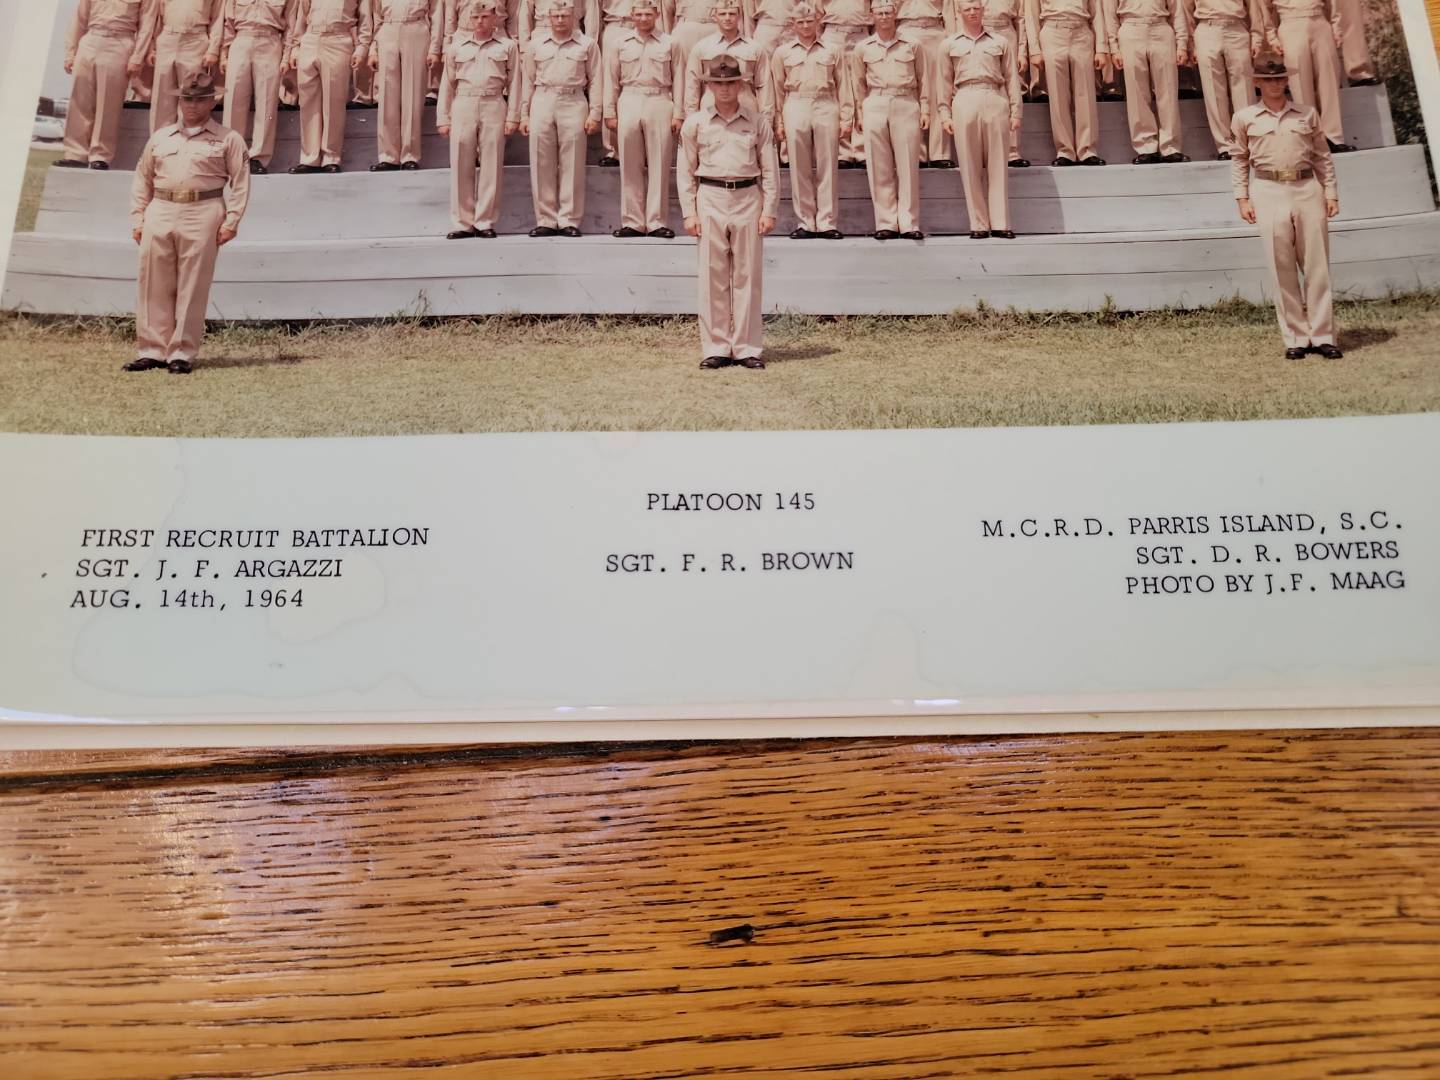 PLATOON 145
FIRST RECRUIT BATTALION
SGT. J. F. ARGAZZI
AUG. 14th, 1964
SGT. F. R. BROWN
M.C.R.D. PARRIS ISLAND, S.C.
SGT. D. R. BOWERS
PHOTO BY J.F. MAAG